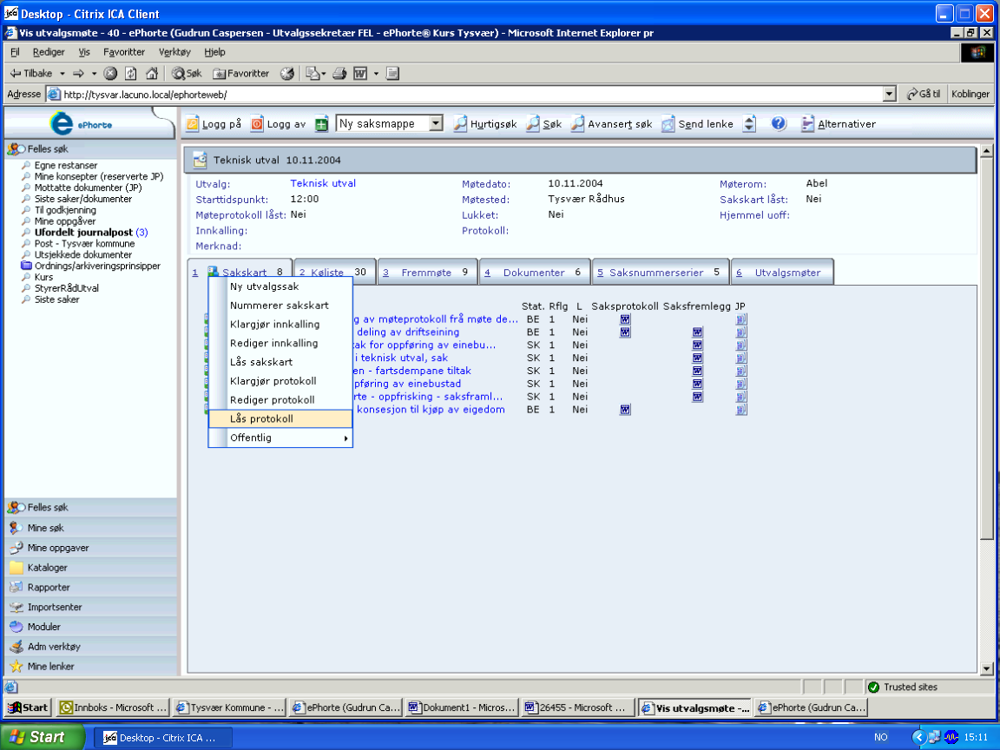 Desktop - Citrix ICA Client
Vis utvalgsmøte - 40 - ePhorte (Gudrun Caspersen - Utvalgssekretær FEL - ePhorte® Kurs Tysvær) - Microsoft Internet Explorer pr
Fil Rediger Vis Favoritter Verktøy Hjelp
Tilbake Søk Favoritter
Adresse http://tysvar.lacuno.local/ephorteweb/ Gå til Koblinger
ePhorte
Logg på Logg av Ny saksmappe Hurtigsøk Søk Avansert søk Send lenke Alternativer
Felles søk
Egne restanser
Mine konsepter (reserverte JP)
Mottatte dokumenter (JP)
Siste saker/dokumenter
Til godkjenning
Mine oppgåver
Ufordelt journalpost (3)
Post - Tysvær kommune
Utsjekkede dokumenter
Ordnings/arkiveringsprinsipper
Kurs
StyrerRådUtval
Siste saker
Felles søk
Mine søk
Mine oppgaver
Kataloger
Rapporter
Importsenter
Moduler
Adm verktøy
Mine lenker
Teknisk utval 10.11.2004
Utvalg: Teknisk utval Møtedato: 10.11.2004 Møterom: Abel
Starttidspunkt: 12:00 Møtested: Tysvær Rådhus Sakskart låst: Nei
Møteprotokoll låst: Nei Lukket: Nei Hjemmel uoff:
Innkalling: Protokoll:
Merknad:
1 Sakskart 8 2 Køliste 30 3 Fremmøte 9 4 Dokumenter 6 5 Saksnummerserier 5 6 Utvalgsmøter
Ny utvalgssak
Nummerer sakskart
Klargjør innkalling
Rediger innkalling
Lås sakskart
Klargjør protokoll
Rediger protokoll
Lås protokoll
Offentlig
Stat. Rflg L Saksprotokoll Saksfremlegg JP
g av møteprotokoll frå møte de... BE 1 Nei
deling av driftseining BE 1 Nei
tak for oppføring av einebu... SK 1 Nei
i teknisk utval, sak SK 1 Nei
en - fartsdempane tiltak SK 1 Nei
pføring av einebustad SK 1 Nei
rte - oppfrisking - saksframl... SK 1 Nei
konsesjon til kjøp av eigedom BE 1 Nei
Trusted sites
Start Innboks - Microsoft ... Tysvær Kommune - ... ePhorte (Gudrun Ca... Dokument1 - Micros... 26455 - Microsoft ... Vis utvalgsmøte -... ePhorte (Gudrun Ca...
Start Desktop - Citrix ICA ... NO 15:11